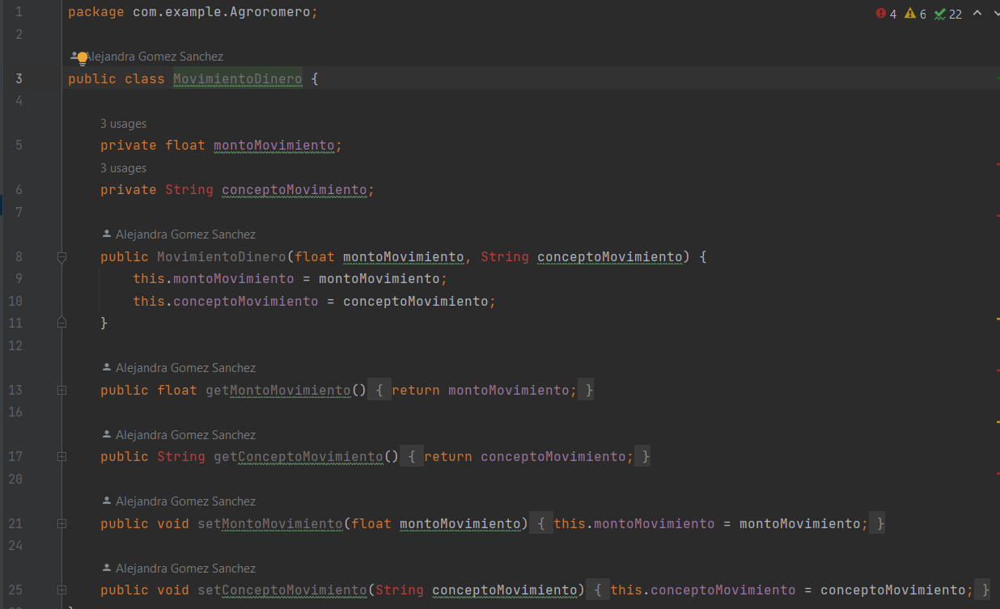 1 package com.example.Agroromero;
4 6 22
2
Alejandra Gomez Sanchez
3 public class MovimientoDinero {
4
3 usages
5 private float montoMovimiento;
3 usages
6 private String conceptoMovimiento;
7
Alejandra Gomez Sanchez
8 public MovimientoDinero(float montoMovimiento, String conceptoMovimiento) {
9 this.montoMovimiento = montoMovimiento;
10 this.conceptoMovimiento = conceptoMovimiento;
11 }
12
Alejandra Gomez Sanchez
13 public float getMontoMovimiento() { return montoMovimiento; }
16
Alejandra Gomez Sanchez
17 public String getConceptoMovimiento() { return conceptoMovimiento; }
20
Alejandra Gomez Sanchez
21 public void setMontoMovimiento(float montoMovimiento) { this.montoMovimiento = montoMovimiento; }
24
Alejandra Gomez Sanchez
25 public void setConceptoMovimiento(String conceptoMovimiento) { this.conceptoMovimiento = conceptoMovimiento; }